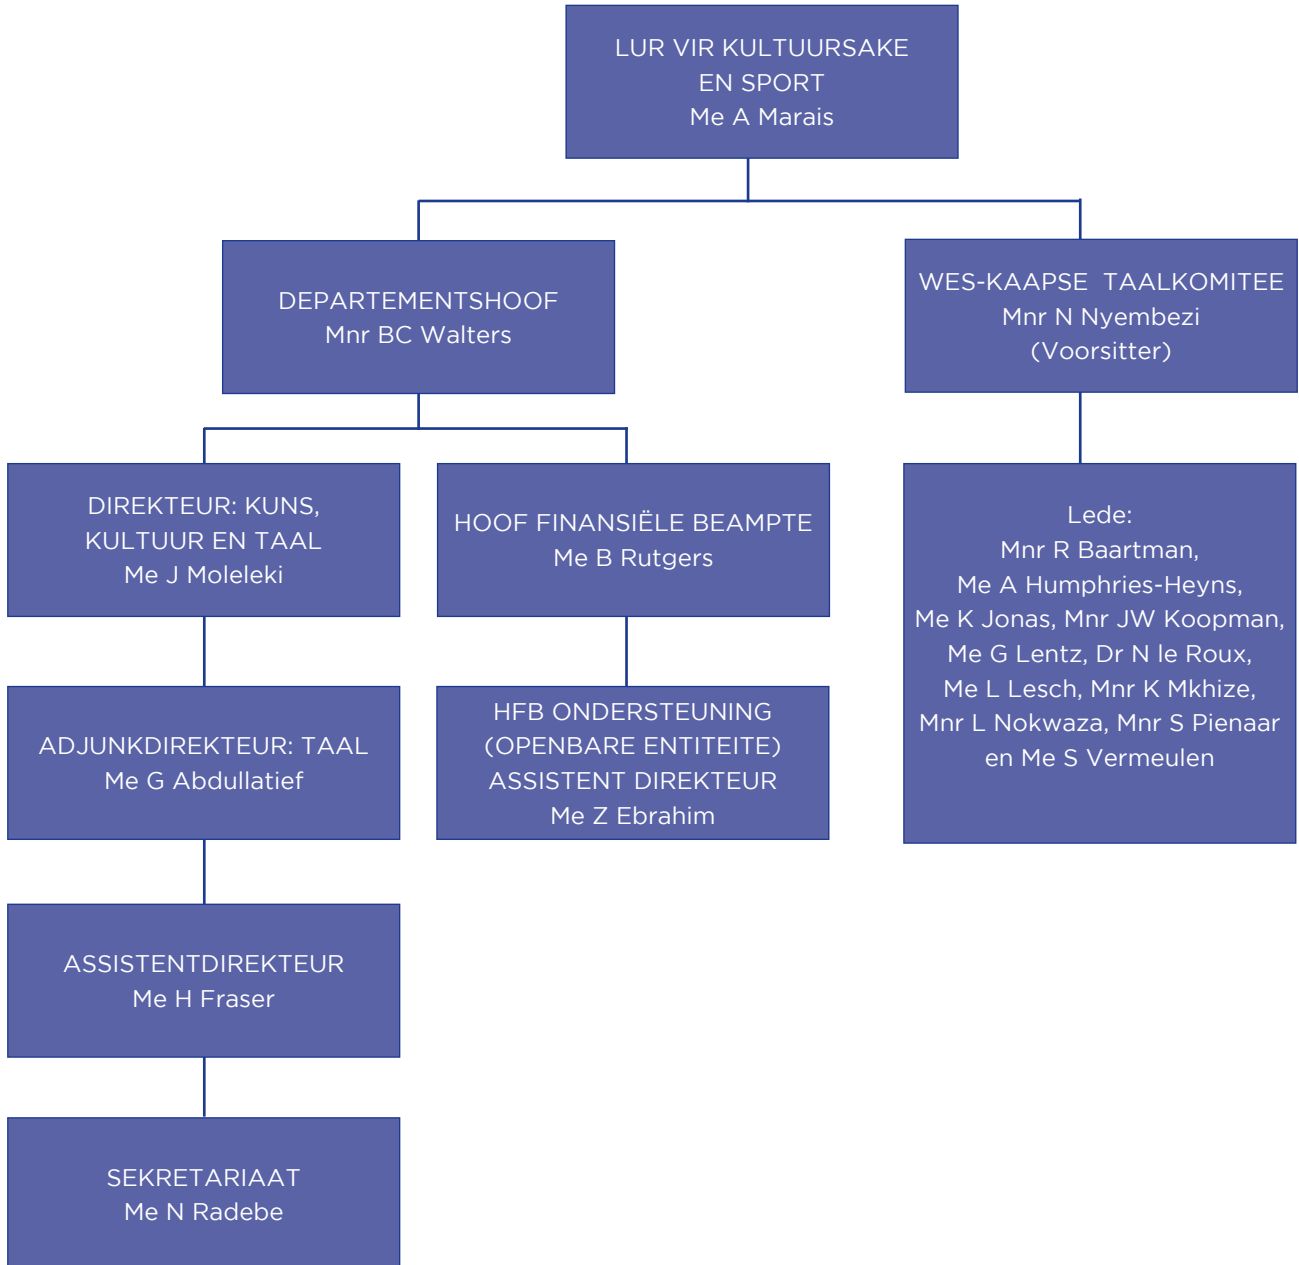 LUR VIR KULTUURSAKE
EN SPORT
Me A Marais
DEPARTEMENTSHOOF
Mnr BC Walters
WES-KAAPSE TAALKOMITEE
Mnr N Nyembezi
(Voorsitter)
DIREKTEUR: KUNS,
KULTUUR EN TAAL
Me J Moleleki
HOOF FINANSIËLE BEAMPTE
Me B Rutgers
Lede:
Mnr R Baartman,
Me A Humphries-Heyns,
Me K Jonas, Mnr JW Koopman,
Me G Lentz, Dr N le Roux,
Me L Lesch, Mnr K Mkhize,
Mnr L Nokwaza, Mnr S Pienaar
en Me S Vermeulen
ADJUNKDIREKTEUR: TAAL
Me G Abdullatief
HFB ONDERSTEUNING
(OPENBARE ENTITEITE)
ASSISTENT DIREKTEUR
Me Z Ebrahim
ASSISTENTDIREKTEUR
Me H Fraser
SEKRETARIAAT
Me N Radebe